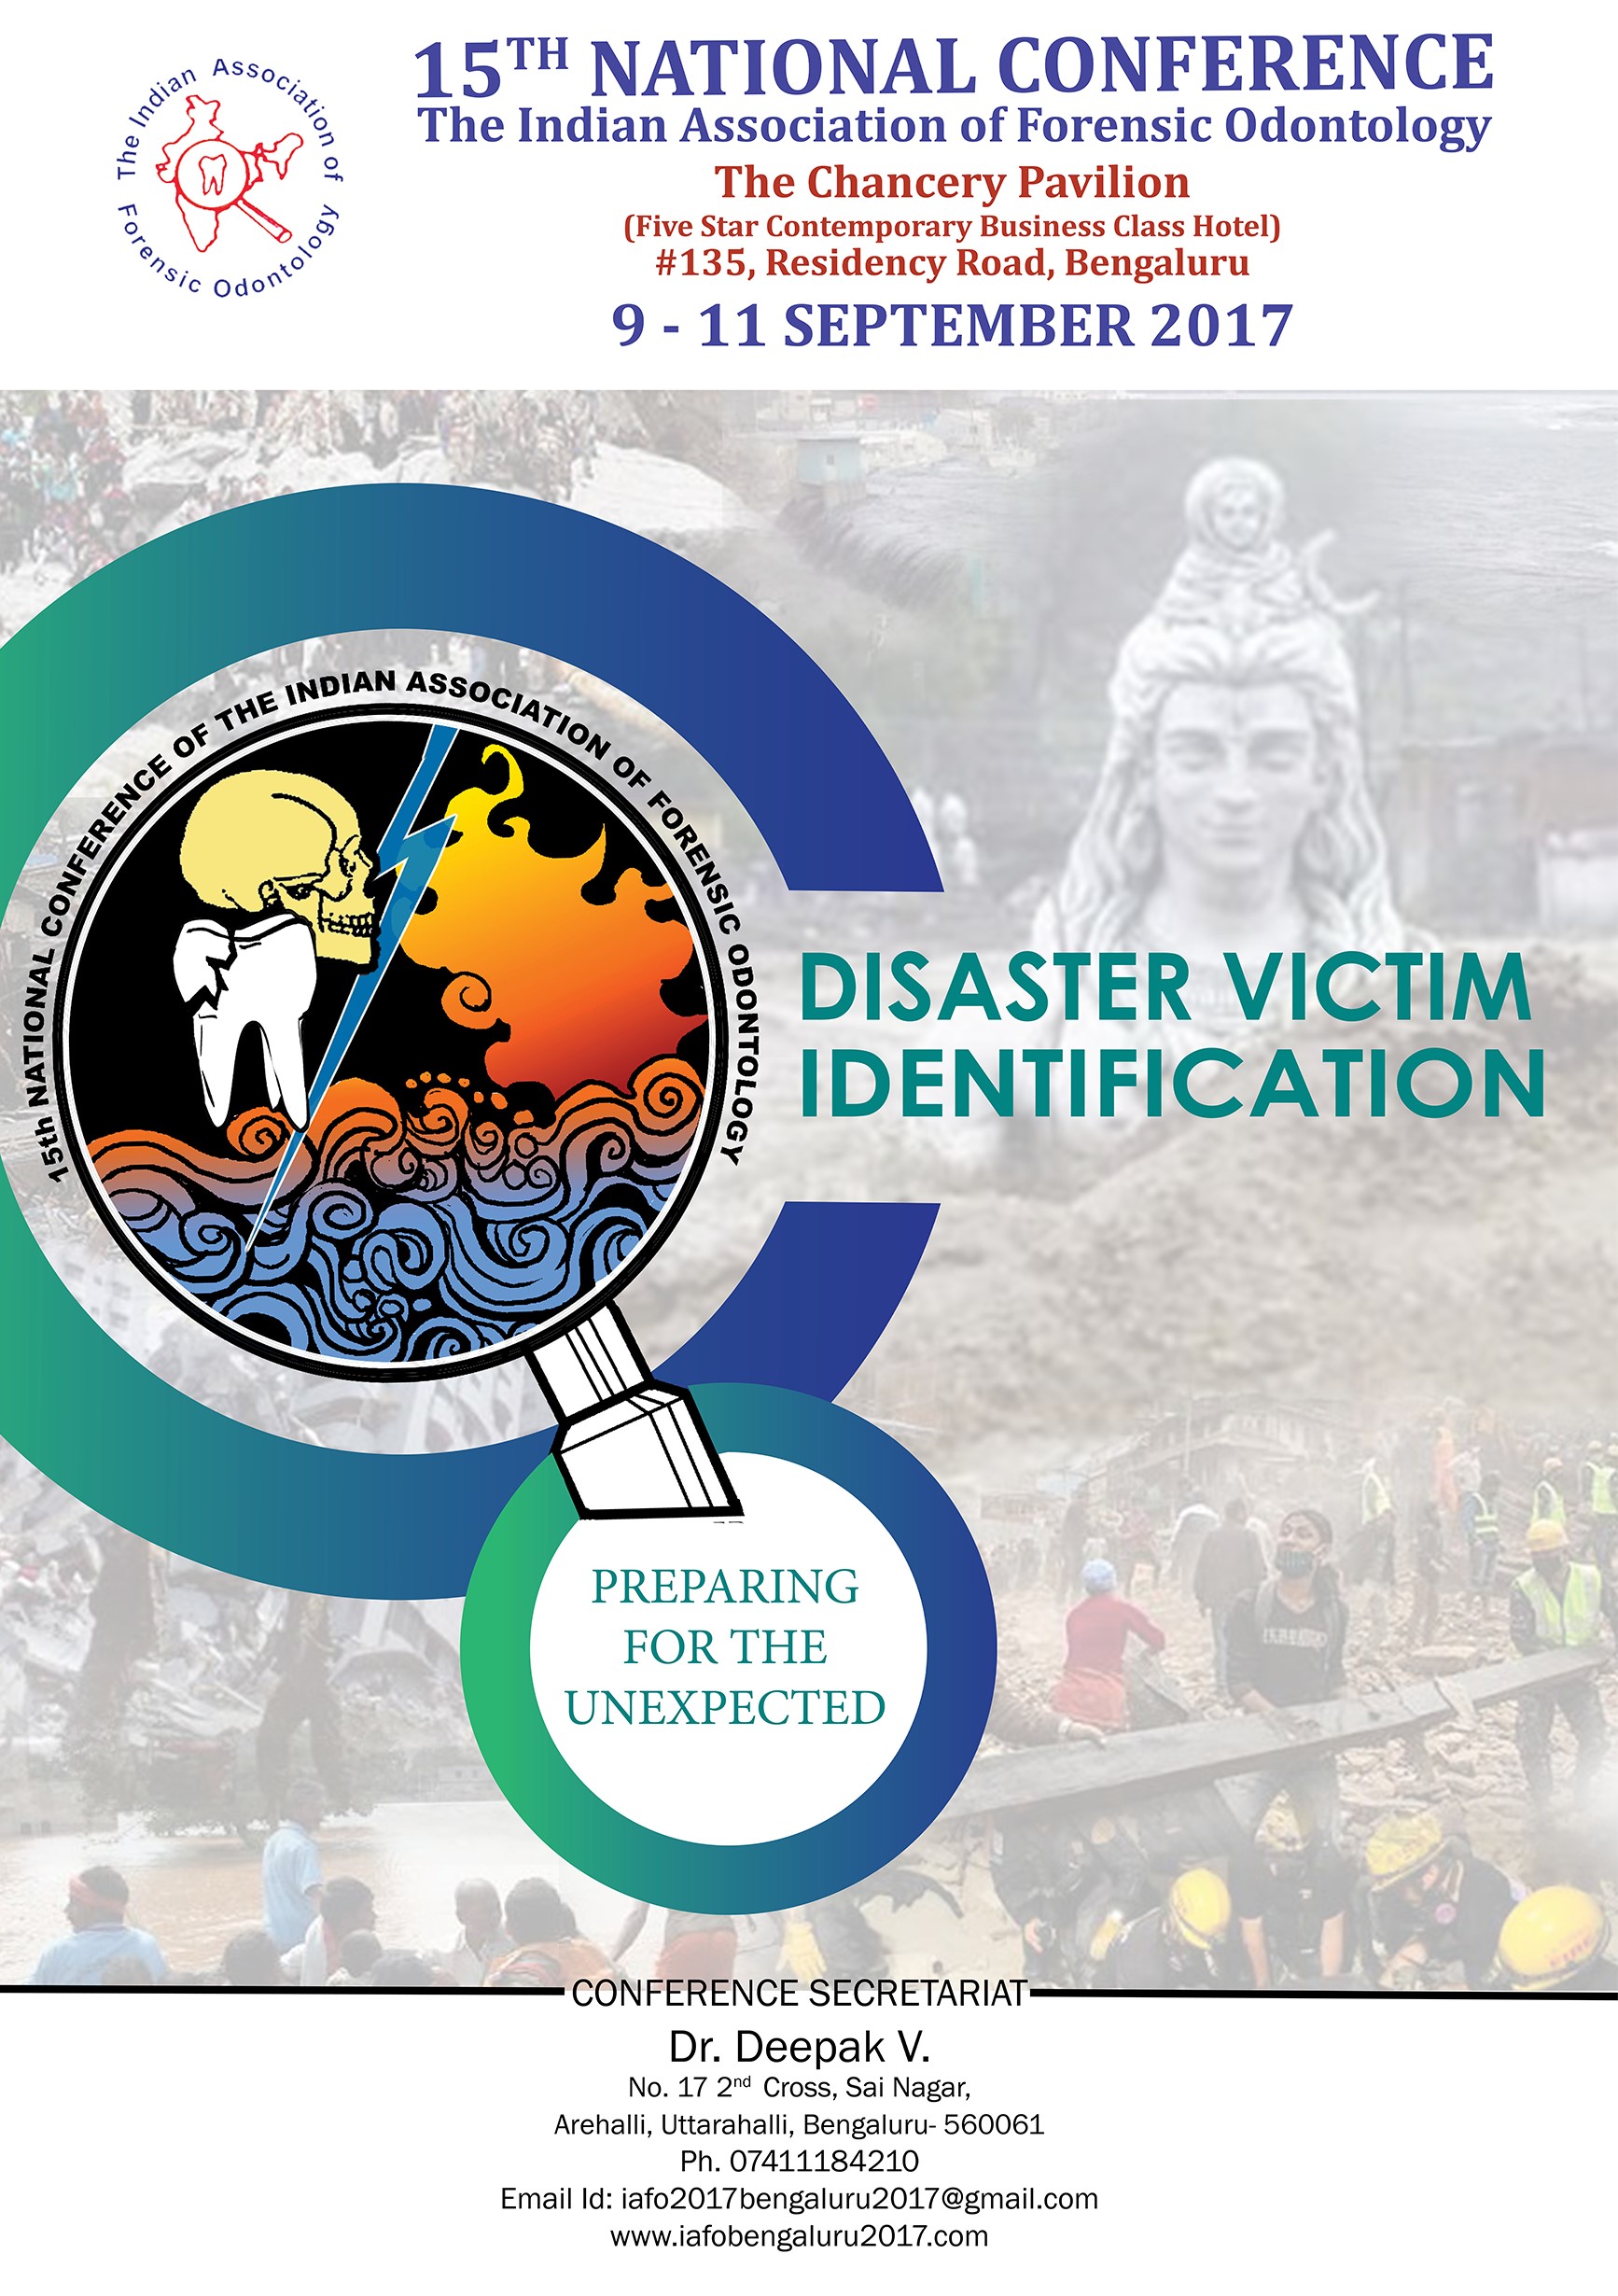 The Indian Association of
Forensic Odontology
15TH NATIONAL CONFERENCE
The Indian Association of Forensic Odontology
The Chancery Pavilion
(Five Star Contemporary Business Class Hotel)
#135, Residency Road, Bengaluru
9 - 11 SEPTEMBER 2017
15th NATIONAL CONFERENCE OF THE INDIAN ASSOCIATION OF FORENSIC ODONTOLOGY
DISASTER VICTIM
IDENTIFICATION
PREPARING
FOR THE
UNEXPECTED
CONFERENCE SECRETARIAT
Dr. Deepak V.
No. 17 2nd Cross, Sai Nagar,
Arehalli, Uttarahalli, Bengaluru- 560061
Ph. 07411184210
Email Id: iafo2017bengaluru2017@gmail.com
www.iafobengaluru2017.com